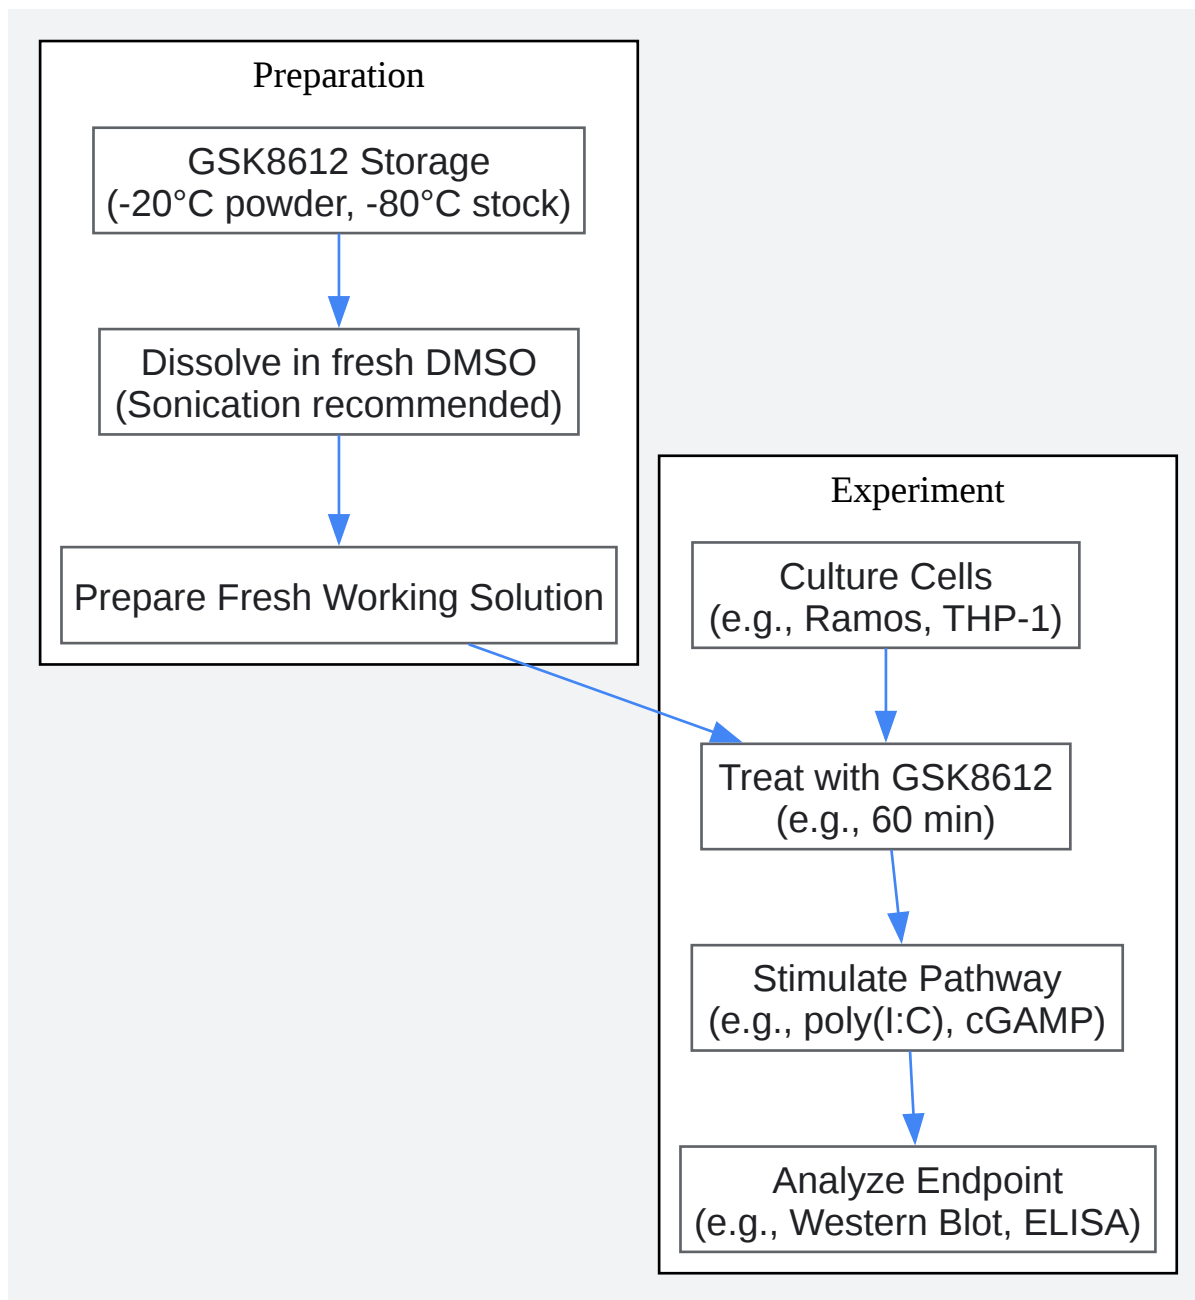 Preparation
GSK8612 Storage
(-20°C powder, -80°C stock)
Dissolve in fresh DMSO
(Sonication recommended)
Prepare Fresh Working Solution
Experiment
Culture Cells
(e.g., Ramos, THP-1)
Treat with GSK8612
(e.g., 60 min)
Stimulate Pathway
(e.g., poly(I:C), cGAMP)
Analyze Endpoint
(e.g., Western Blot, ELISA)